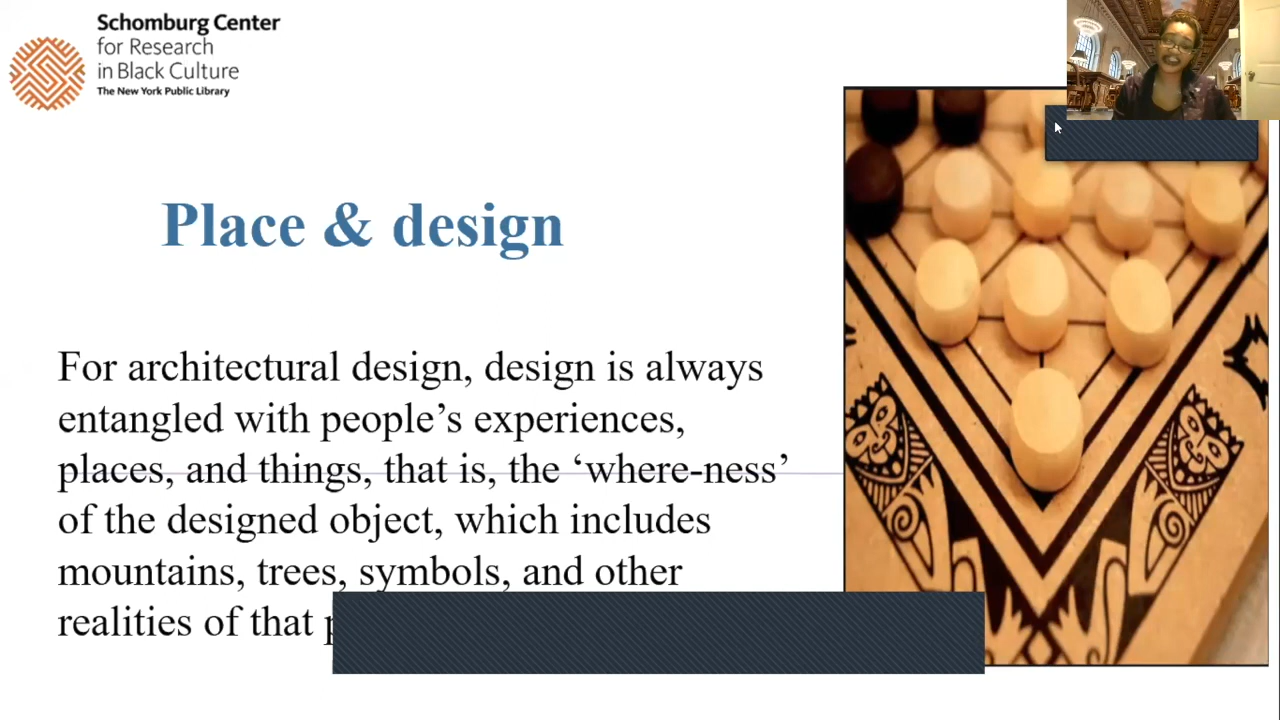 Schomburg Center
for Research
in Black Culture
The New York Public Library
Place & design
For architectural design, design is always
entangled with people’s experiences,
places, and things, that is, the ‘where-ness’
of the designed object, which includes
mountains, trees, symbols, and other
realities of that